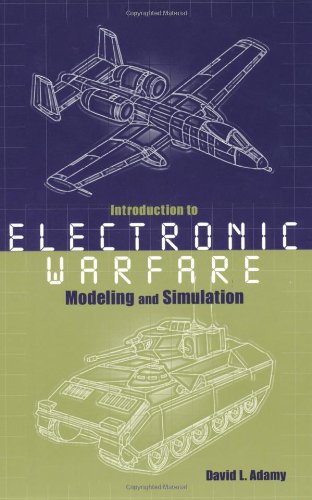 Introduction to
ELECTRONIC
WARFARE
Modeling and Simulation
David L. Adamy